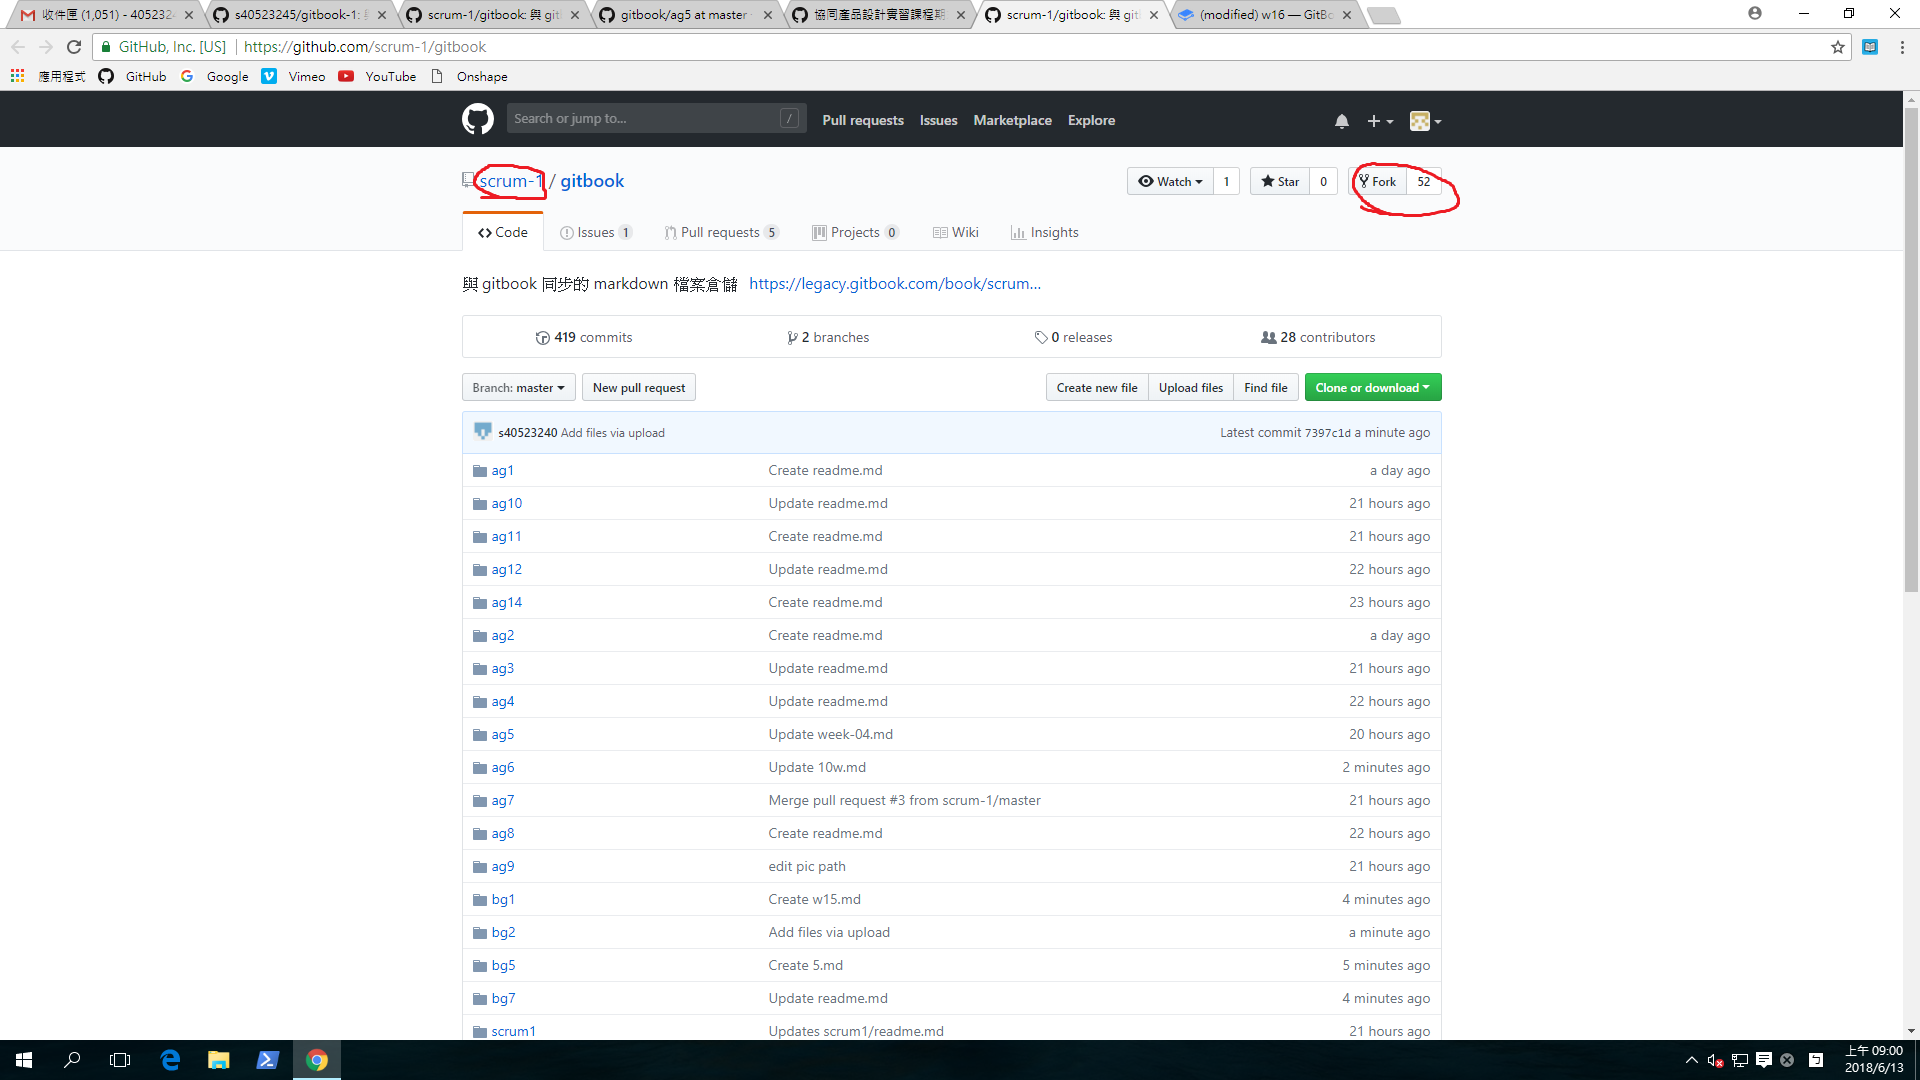 收件匣 (1,051) - 4052324
s40523245/gitbook-1:
scrum-1/gitbook: 與 git
gitbook/ag5 at master
協同產品設計實習課程期
scrum-1/gitbook: 與 git
(modified) w16 — GitBo
GitHub, Inc. [US] https://github.com/scrum-1/gitbook
應用程式 GitHub Google Vimeo YouTube Onshape
Search or jump to... / Pull requests Issues Marketplace Explore
scrum-1 / gitbook Watch 1 Star 0 Fork 52
Code Issues 1 Pull requests 5 Projects 0 Wiki Insights
與 gitbook 同步的 markdown 檔案倉儲 https://legacy.gitbook.com/book/scrum...
419 commits 2 branches 0 releases 28 contributors
Branch: master New pull request Create new file Upload files Find file Clone or download
s40523240 Add files via upload Latest commit 7397c1d a minute ago
ag1 Create readme.md a day ago
ag10 Update readme.md 21 hours ago
ag11 Create readme.md 21 hours ago
ag12 Update readme.md 22 hours ago
ag14 Create readme.md 23 hours ago
ag2 Create readme.md a day ago
ag3 Update readme.md 21 hours ago
ag4 Update readme.md 22 hours ago
ag5 Update week-04.md 20 hours ago
ag6 Update 10w.md 2 minutes ago
ag7 Merge pull request #3 from scrum-1/master 21 hours ago
ag8 Create readme.md 22 hours ago
ag9 edit pic path 21 hours ago
bg1 Create w15.md 4 minutes ago
bg2 Add files via upload a minute ago
bg5 Create 5.md 5 minutes ago
bg7 Update readme.md 4 minutes ago
scrum1 Updates scrum1/readme.md 21 hours ago
上午 09:00
2018/6/13